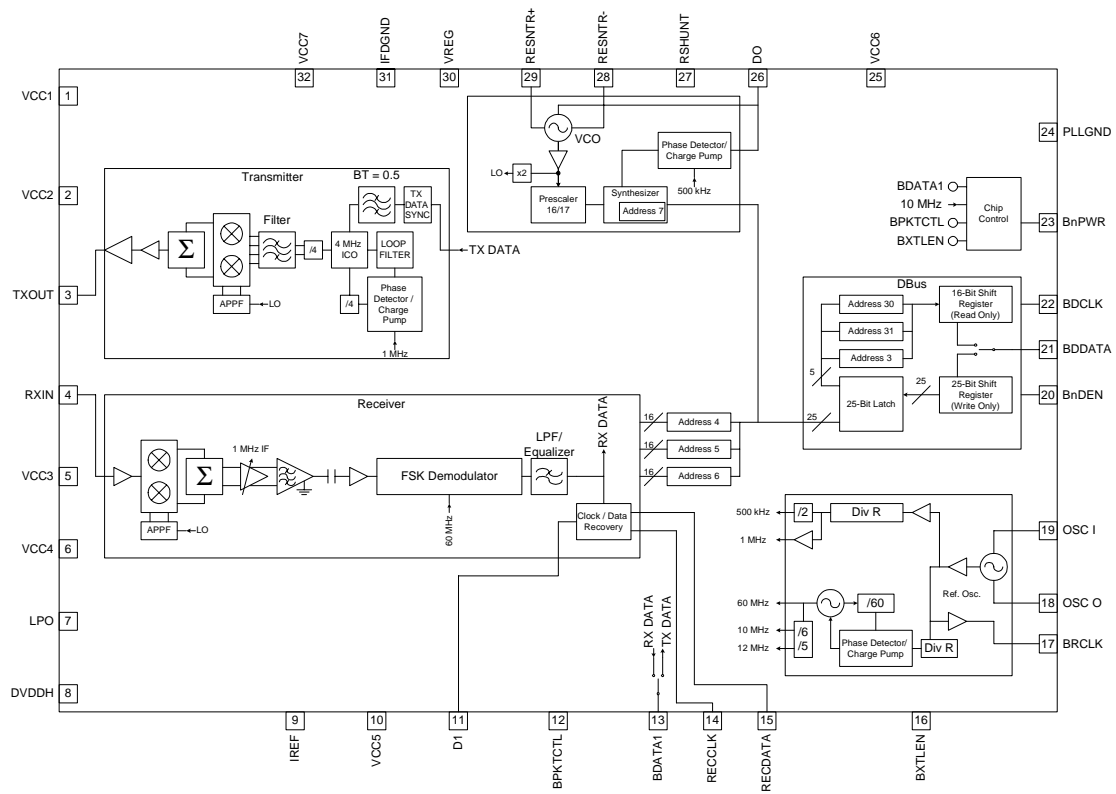 VCC7
IFDGND
VREG
RESNTR+
RESNTR-
RSHUNT
DO
VCC6
32
31
30
29
28
27
26
25
VCC1
1
VCC2
2
TXOUT
3
RXIN
4
VCC3
5
VCC4
6
LPO
7
DVDDH
8
24
PLLGND
23
BnPWR
22
BDCLK
21
BDDATA
20
BnDEN
19
OSC I
18
OSC O
17
BRCLK
VCO
LO
x2
Prescaler
16/17
Synthesizer
Address 7
Phase Detector/
Charge Pump
500 kHz
BDATA1
10 MHz
BPKTCTL
BXTLEN
Chip
Control
Transmitter
BT = 0.5
TX
DATA
SYNC
Filter
Σ
/4
4 MHz
ICO
LOOP
FILTER
TX DATA
APPF
LO
/4
Phase
Detector /
Charge
Pump
1 MHz
DBus
Address 30
Address 31
Address 3
16-Bit Shift
Register
(Read Only)
5
25
25-Bit Latch
25-Bit Shift
Register
(Write Only)
25
Receiver
RX DATA
1 MHz IF
LPF/
Equalizer
Σ
FSK Demodulator
APPF
LO
60 MHz
Clock / Data
Recovery
16
Address 4
16
Address 5
16
Address 6
500 kHz
/2
Div R
1 MHz
Ref. Osc.
60 MHz
/60
10 MHz
/6
12 MHz
/5
Phase Detector/
Charge Pump
Div R
RX DATA
TX DATA
9
10
11
12
13
14
15
16
IREF
VCC5
D1
BPKTCTL
BDATA1
RECCLK
RECDATA
BXTLEN